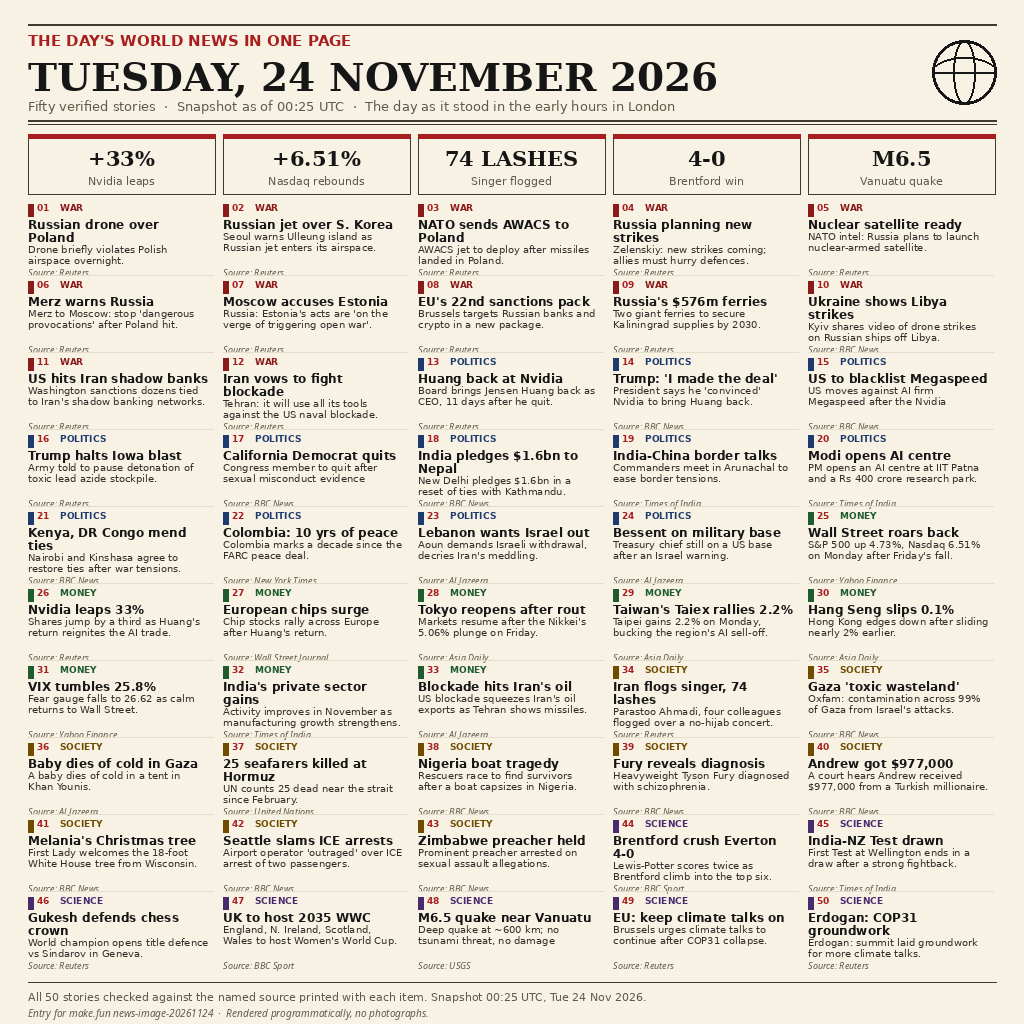 THE DAY'S WORLD NEWS IN ONE PAGE
TUESDAY, 24 NOVEMBER 2026
Fifty verified stories · Snapshot as of 00:25 UTC · The day as it stood in the early hours in London
+33%
Nvidia leaps
+6.51%
Nasdaq rebounds
74 LASHES
Singer flogged
4-0
Brentford win
M6.5
Vanuatu quake
01 WAR
Russian drone over
Poland
Drone briefly violates Polish
airspace overnight.
Source: Reuters
02 WAR
Russian jet over S. Korea
Seoul warns Ulleung island as
Russian jet enters its airspace.
Source: Reuters
03 WAR
NATO sends AWACS to
Poland
AWACS jet to deploy after missiles
landed in Poland.
Source: Reuters
04 WAR
Russia planning new
strikes
Zelenskiy: new strikes coming;
allies must hurry defences.
Source: Reuters
05 WAR
Nuclear satellite ready
NATO intel: Russia plans to launch
nuclear-armed satellite.
Source: Reuters
06 WAR
Merz warns Russia
Merz to Moscow: stop 'dangerous
provocations' after Poland hit.
Source: Reuters
07 WAR
Moscow accuses Estonia
Russia: Estonia's acts are 'on the
verge of triggering open war'.
Source: Reuters
08 WAR
EU's 22nd sanctions pack
Brussels targets Russian banks and
crypto in a new package.
Source: Reuters
09 WAR
Russia's $576m ferries
Two giant ferries to secure
Kaliningrad supplies by 2030.
Source: Reuters
10 WAR
Ukraine shows Libya
strikes
Kyiv shares video of drone strikes
on Russian ships off Libya.
Source: BBC News
11 WAR
US hits Iran shadow banks
Washington sanctions dozens tied
to Iran's shadow banking networks.
Source: Reuters
12 WAR
Iran vows to fight
blockade
Tehran: it will use all its tools
against the US naval blockade.
Source: Reuters
13 POLITICS
Huang back at Nvidia
Board brings Jensen Huang back as
CEO, 11 days after he quit.
Source: Reuters
14 POLITICS
Trump: 'I made the deal'
President says he 'convinced'
Nvidia to bring Huang back.
Source: BBC News
15 POLITICS
US to blacklist Megaspeed
US moves against AI firm
Megaspeed after the Nvidia
Source: BBC News
16 POLITICS
Trump halts Iowa blast
Army told to pause detonation of
toxic lead azide stockpile.
Source: Reuters
17 POLITICS
California Democrat quits
Congress member to quit after
sexual misconduct evidence
Source: BBC News
18 POLITICS
India pledges $1.6bn to
Nepal
New Delhi pledges $1.6bn in a
reset of ties with Kathmandu.
Source: BBC News
19 POLITICS
India-China border talks
Commanders meet in Arunachal to
ease border tensions.
Source: Times of India
20 POLITICS
Modi opens AI centre
PM opens an AI centre at IIT Patna
and a Rs 400 crore research park.
Source: Times of India
21 POLITICS
Kenya, DR Congo mend
ties
Nairobi and Kinshasa agree to
restore ties after war tensions.
Source: BBC News
22 POLITICS
Colombia: 10 yrs of peace
Colombia marks a decade since the
FARC peace deal.
Source: New York Times
23 POLITICS
Lebanon wants Israel out
Aoun demands Israeli withdrawal,
decries Iran's meddling.
Source: Al Jazeera
24 POLITICS
Bessent on military base
Treasury chief still on a US base
after an Israel warning.
Source: Al Jazeera
25 MONEY
Wall Street roars back
S&P 500 up 4.73%, Nasdaq 6.51%
on Monday after Friday's fall.
Source: Yahoo Finance
26 MONEY
Nvidia leaps 33%
Shares jump by a third as Huang's
return reignites the AI trade.
Source: Reuters
27 MONEY
European chips surge
Chip stocks rally across Europe
after Huang's return.
Source: Wall Street Journal
28 MONEY
Tokyo reopens after rout
Markets resume after the Nikkei's
5.06% plunge on Friday.
Source: Asia Daily
29 MONEY
Taiwan's Taiex rallies 2.2%
Taipei gains 2.2% on Monday,
bucking the region's AI sell-off.
Source: Asia Daily
30 MONEY
Hang Seng slips 0.1%
Hong Kong edges down after sliding
nearly 2% earlier.
Source: Asia Daily
31 MONEY
VIX tumbles 25.8%
Fear gauge falls to 26.62 as calm
returns to Wall Street.
Source: Yahoo Finance
32 MONEY
India's private sector
gains
Activity improves in November as
manufacturing growth strengthens.
Source: Times of India
33 MONEY
Blockade hits Iran's oil
US blockade squeezes Iran's oil
exports as Tehran shows missiles.
Source: Al Jazeera
34 SOCIETY
Iran flogs singer, 74
lashes
Parastoo Ahmadi, four colleagues
flogged over a no-hijab concert.
Source: Reuters
35 SOCIETY
Gaza 'toxic wasteland'
Oxfam: contamination across 99%
of Gaza from Israel's attacks.
Source: BBC News
36 SOCIETY
Baby dies of cold in Gaza
A baby dies of cold in a tent in
Khan Younis.
Source: Al Jazeera
37 SOCIETY
25 seafarers killed at
Hormuz
UN counts 25 dead near the strait
since February.
Source: United Nations
38 SOCIETY
Nigeria boat tragedy
Rescuers race to find survivors
after a boat capsizes in Nigeria.
Source: BBC News
39 SOCIETY
Fury reveals diagnosis
Heavyweight Tyson Fury diagnosed
with schizophrenia.
Source: BBC News
40 SOCIETY
Andrew got $977,000
A court hears Andrew received
$977,000 from a Turkish millionaire.
Source: BBC News
41 SOCIETY
Melania's Christmas tree
First Lady welcomes the 18-foot
White House tree from Wisconsin.
Source: BBC News
42 SOCIETY
Seattle slams ICE arrests
Airport operator 'outraged' over ICE
arrest of two passengers.
Source: BBC News
43 SOCIETY
Zimbabwe preacher held
Prominent preacher arrested on
sexual assault allegations.
Source: BBC News
44 SCIENCE
Brentford crush Everton
4-0
Lewis-Potter scores twice as
Brentford climb into the top six.
Source: BBC Sport
45 SCIENCE
India-NZ Test drawn
First Test at Wellington ends in a
draw after a strong fightback.
Source: Times of India
46 SCIENCE
Gukesh defends chess
crown
World champion opens title defence
vs Sindarov in Geneva.
Source: Reuters
47 SCIENCE
UK to host 2035 WWC
England, N. Ireland, Scotland,
Wales to host Women's World Cup.
Source: BBC Sport
48 SCIENCE
M6.5 quake near Vanuatu
Deep quake at ~600 km; no
tsunami threat, no damage
Source: USGS
49 SCIENCE
EU: keep climate talks on
Brussels urges climate talks to
continue after COP31 collapse.
Source: Reuters
50 SCIENCE
Erdogan: COP31
groundwork
Erdogan: summit laid groundwork
for more climate talks.
Source: Reuters
All 50 stories checked against the named source printed with each item. Snapshot 00:25 UTC, Tue 24 Nov 2026.
Entry for make.fun news-image-20261124 · Rendered programmatically, no photographs.